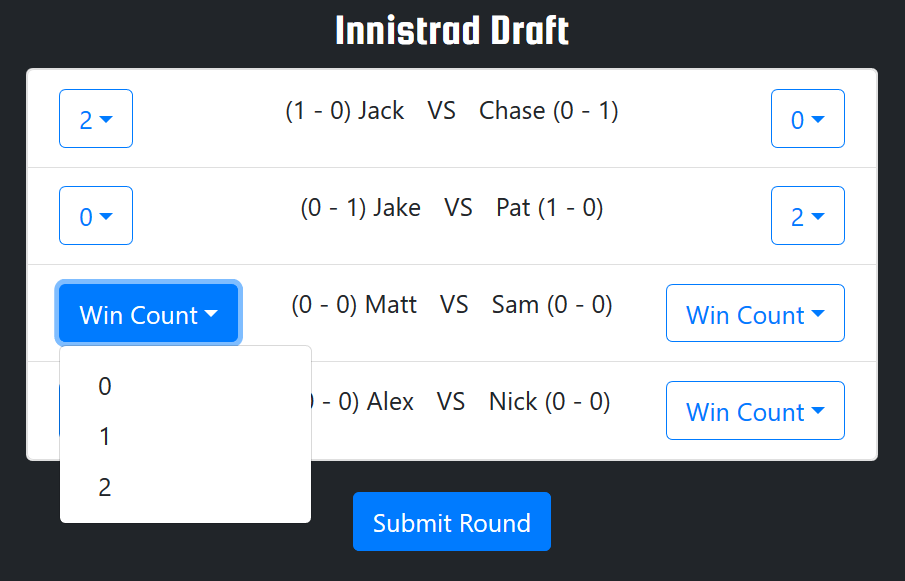 Innistrad Draft
2 (1 - 0) Jack VS Chase (0 - 1) 0
0 (0 - 1) Jake VS Pat (1 - 0) 2
Win Count (0 - 0) Matt VS Sam (0 - 0) Win Count
0
- 0) Alex VS Nick (0 - 0) Win Count
1
2
Submit Round